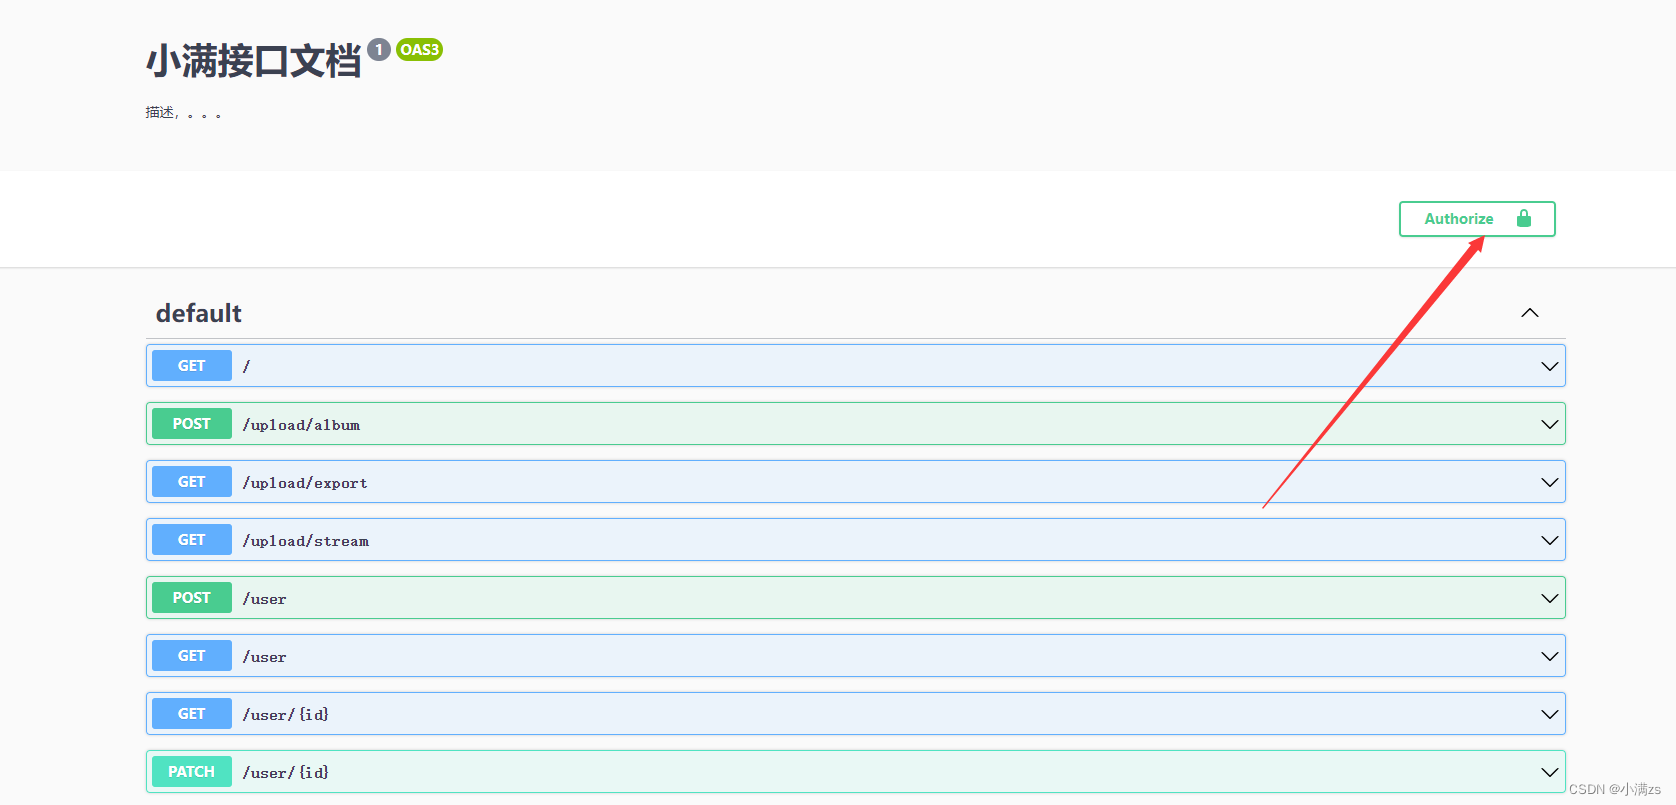 小满接口文档 1 OAS3
描述，。。。
Authorize
default
GET /
POST /upload/album
GET /upload/export
GET /upload/stream
POST /user
GET /user
GET /user/{id}
PATCH /user/{id}
CSDN @小满zs